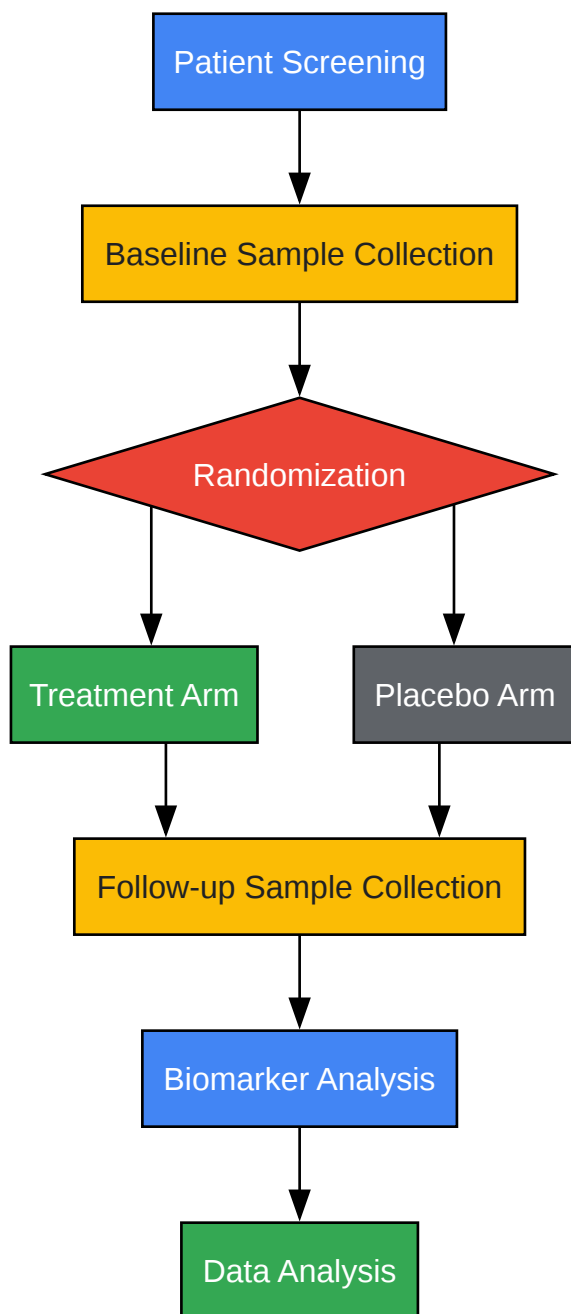 Patient Screening
Baseline Sample Collection
Randomization
Treatment Arm
Placebo Arm
Follow-up Sample Collection
Biomarker Analysis
Data Analysis